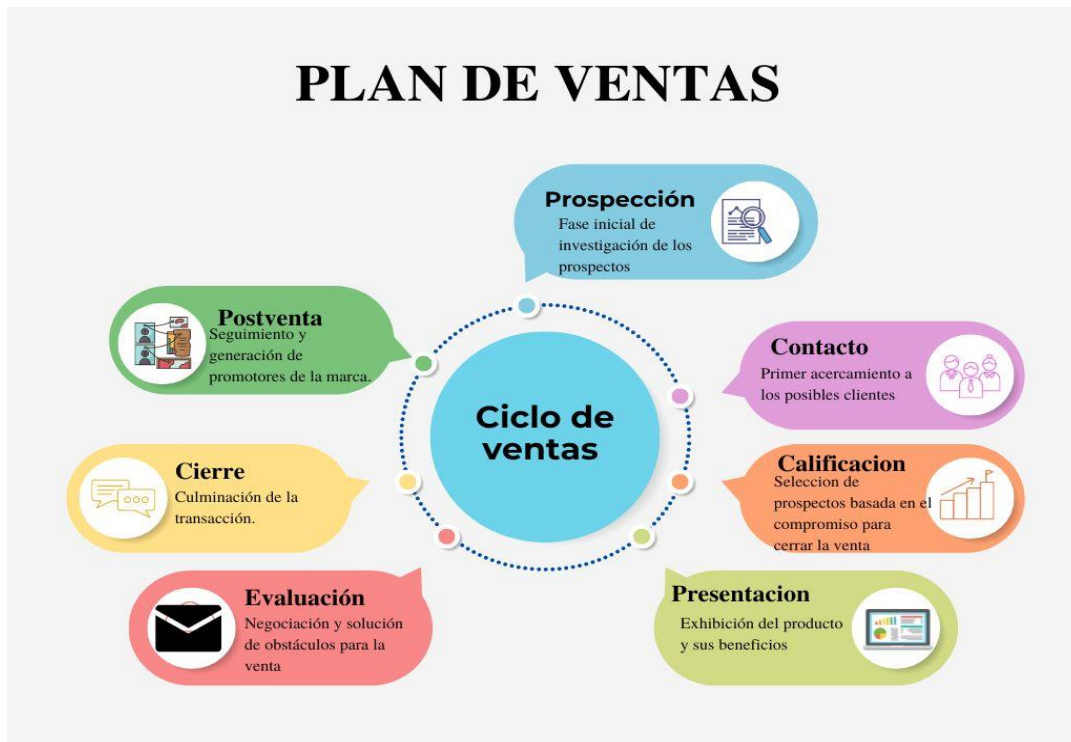 PLAN DE VENTAS
Prospección
Fase inicial de
investigación de los
prospectos
Contacto
Primer acercamiento a
los posibles clientes
Calificacion
Seleccion de
prospectos basada en el
compromiso para
cerrar la venta
Presentacion
Exhibición del producto
y sus beneficios
Evaluación
Negociación y solución
de obstáculos para la
venta
Cierre
Culminación de la
transacción.
Postventa
Seguimiento y
generación de
promotores de la marca.
Ciclo de
ventas